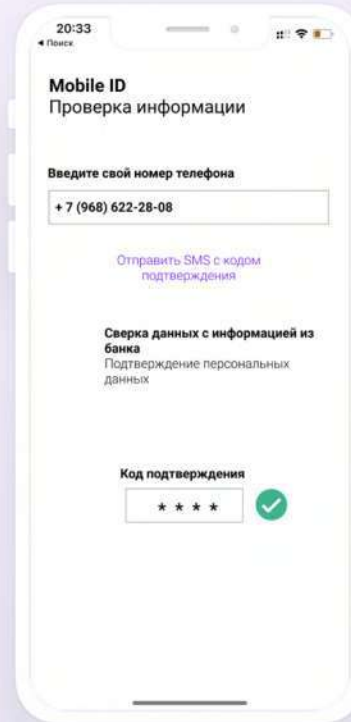 20:33
◀ Поиск
Mobile ID
Проверка информации
Введите свой номер телефона
+ 7 (968) 622-28-08
Отправить SMS с кодом
подтверждения
Сверка данных с информацией из
банка
Подтверждение персональных
данных
Код подтверждения
* * * *